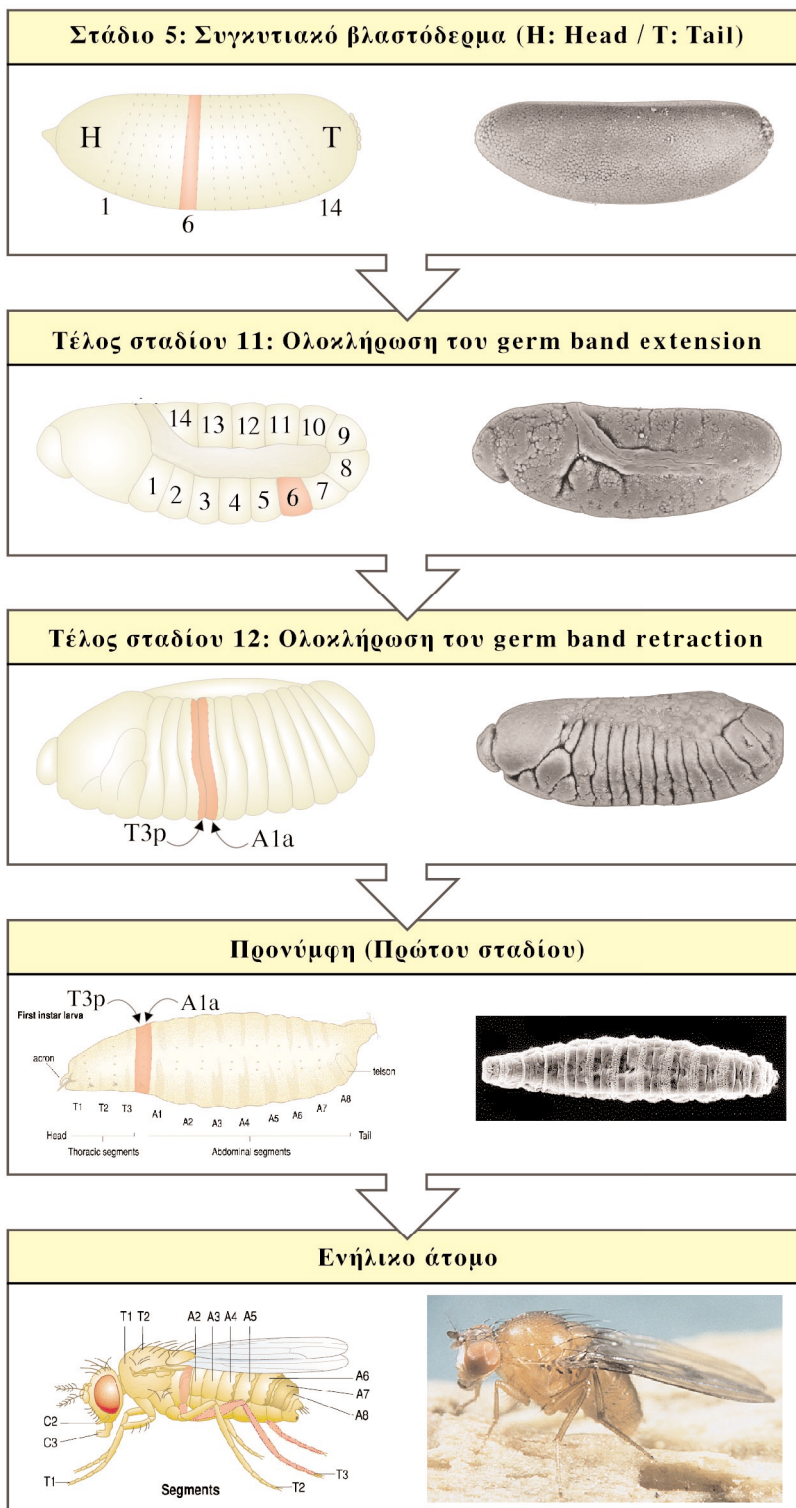 Στάδιο 5: Συγκυτιακό βλαστόδερμα (H: Head / T: Tail)
H T
1 6 14
Τέλος σταδίου 11: Ολοκλήρωση του germ band extension
14 13 12 11 10 9
8
1 2 3 4 5 6 7
Τέλος σταδίου 12: Ολοκλήρωση του germ band retraction
T3p A1a
Προνύμφη (Πρώτου σταδίου)
T3p A1a
First instar larva
acron
telson
T1 T2 T3 A1 A2 A3 A4 A5 A6 A7 A8
Head Tail
Thoracic segments Abdominal segments
Ενήλικο άτομο
T1 T2 A2 A3 A4 A5
A6
A7
A8
C2
C3
T1 T2 T3
Segments